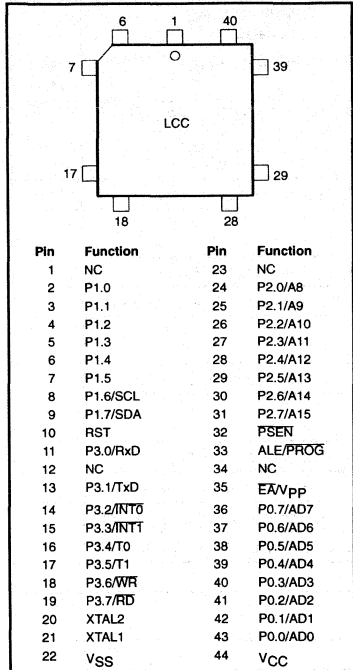 6 1 40
7 39
LCC
17 29
18 28
Pin Function Pin Function
1 NC 23 NC
2 P1.0 24 P2.0/A8
3 P1.1 25 P2.1/A9
4 P1.2 26 P2.2/A10
5 P1.3 27 P2.3/A11
6 P1.4 28 P2.4/A12
7 P1.5 29 P2.5/A13
8 P1.6/SCL 30 P2.6/A14
9 P1.7/SDA 31 P2.7/A15
10 RST 32 P̅S̅E̅N̅
11 P3.0/RxD 33 ALE/P̅R̅O̅G̅
12 NC 34 NC
13 P3.1/TxD 35 E̅A̅/VPP
14 P3.2/I̅N̅T̅0̅ 36 P0.7/AD7
15 P3.3/I̅N̅T̅1̅ 37 P0.6/AD6
16 P3.4/T0 38 P0.5/AD5
17 P3.5/T1 39 P0.4/AD4
18 P3.6/W̅R̅ 40 P0.3/AD3
19 P3.7/R̅D̅ 41 P0.2/AD2
20 XTAL2 42 P0.1/AD1
21 XTAL1 43 P0.0/AD0
22 VSS 44 VCC